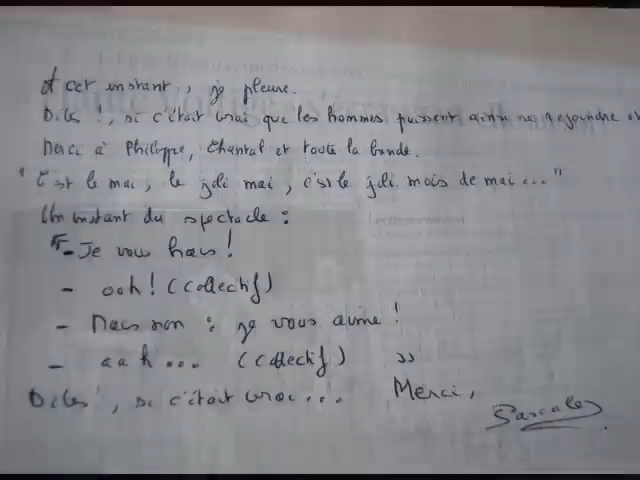 A cet instant, je pleure.
Dites !, si c'était vrai que les hommes puissent ainsi se rejoindre
Merci à Philippe, Chantal et toute la bande.
"C'est le mai, le joli mai, c'est le joli mois de mai..."
Un instant du spectacle :
- Je vous hais !
- ooh ! (collectif)
- Mais non : je vous aime !
- aah... (collectif) »
Dites !, si c'était vrai... Merci,
Pascale